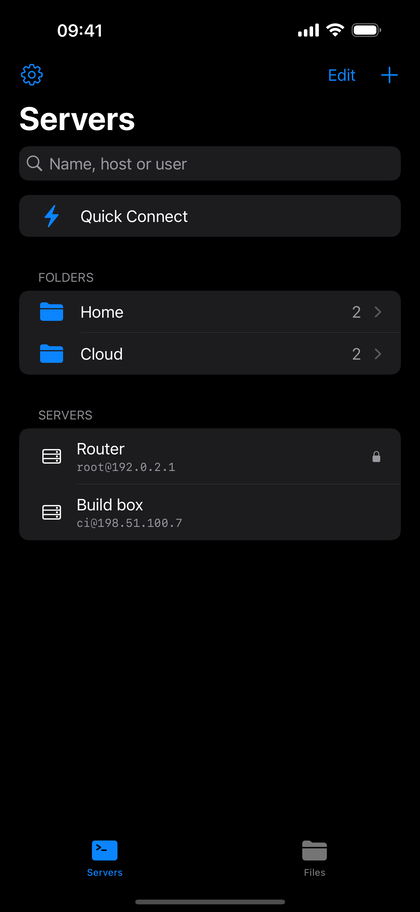 09:41
Edit
Servers
Name, host or user
Quick Connect
FOLDERS
Home 2
Cloud 2
SERVERS
Router
root@192.0.2.1
Build box
ci@198.51.100.7
Servers
Files